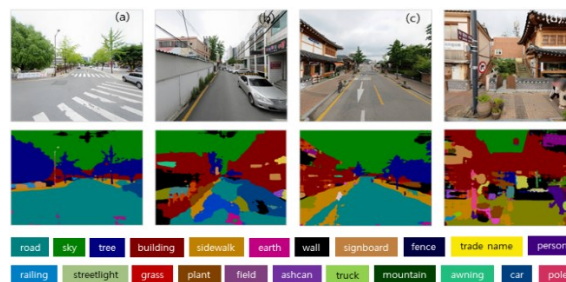 (a) (b) (c) (d)
road sky tree building sidewalk earth wall signboard fence trade name person
railing streetlight grass plant field ashcan truck mountain awning car pole